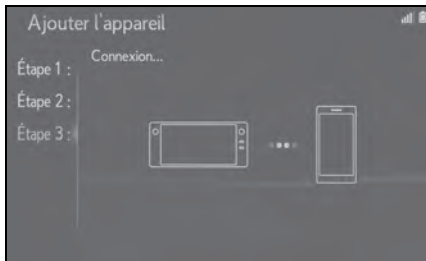 Ajouter l'appareil
Connexion...
Étape 1 :
Étape 2 :
Étape 3 :